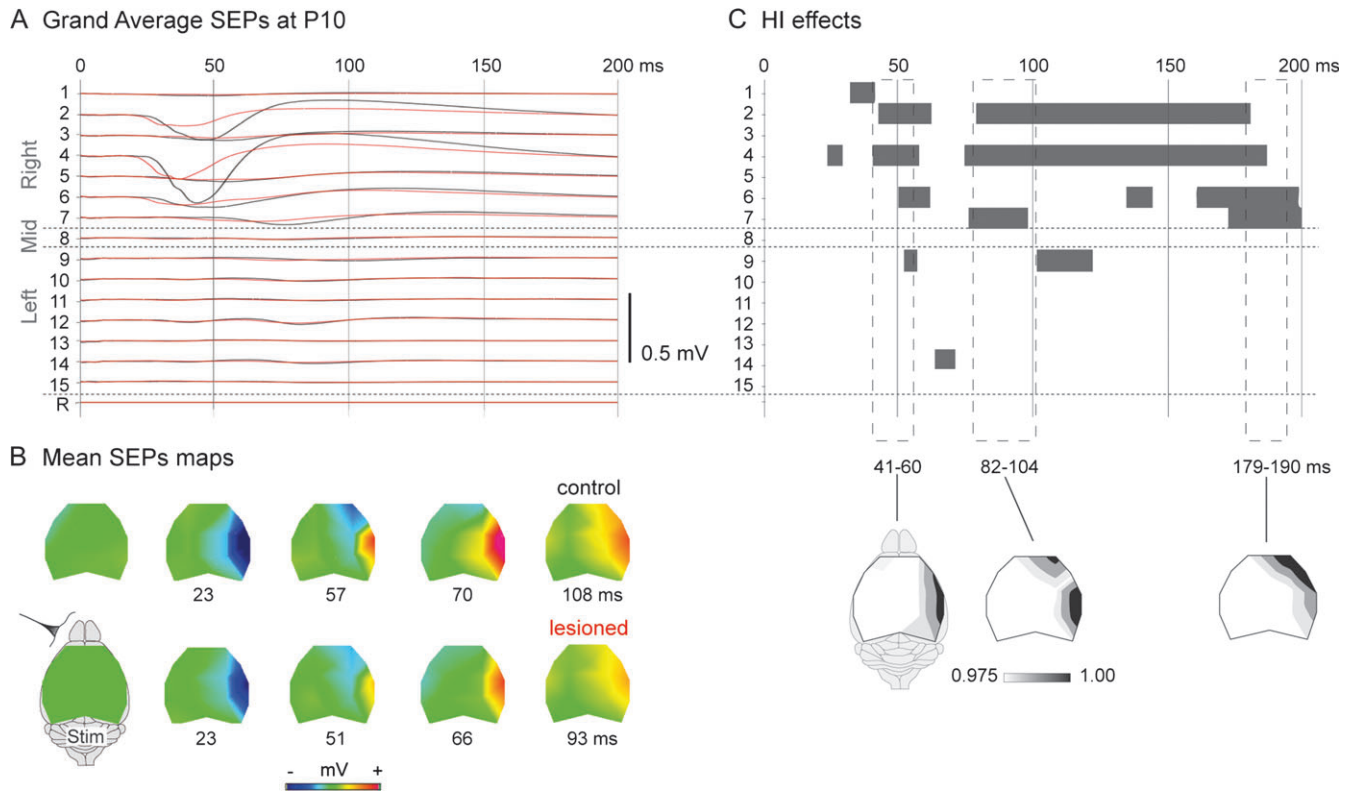 A Grand Average SEPs at P10
0 50 100 150 200 ms
1
2
3
4
5
6
7
8
9
10
11
12
13
14
15
R
Right
Mid
Left
0.5 mV
B Mean SEPs maps
control
23 57 70 108 ms
lesioned
Stim
23 51 66 93 ms
- mV +
C HI effects
0 50 100 150 200 ms
1
2
3
4
5
6
7
8
9
10
11
12
13
14
15
41-60 82-104 179-190 ms
0.975 1.00